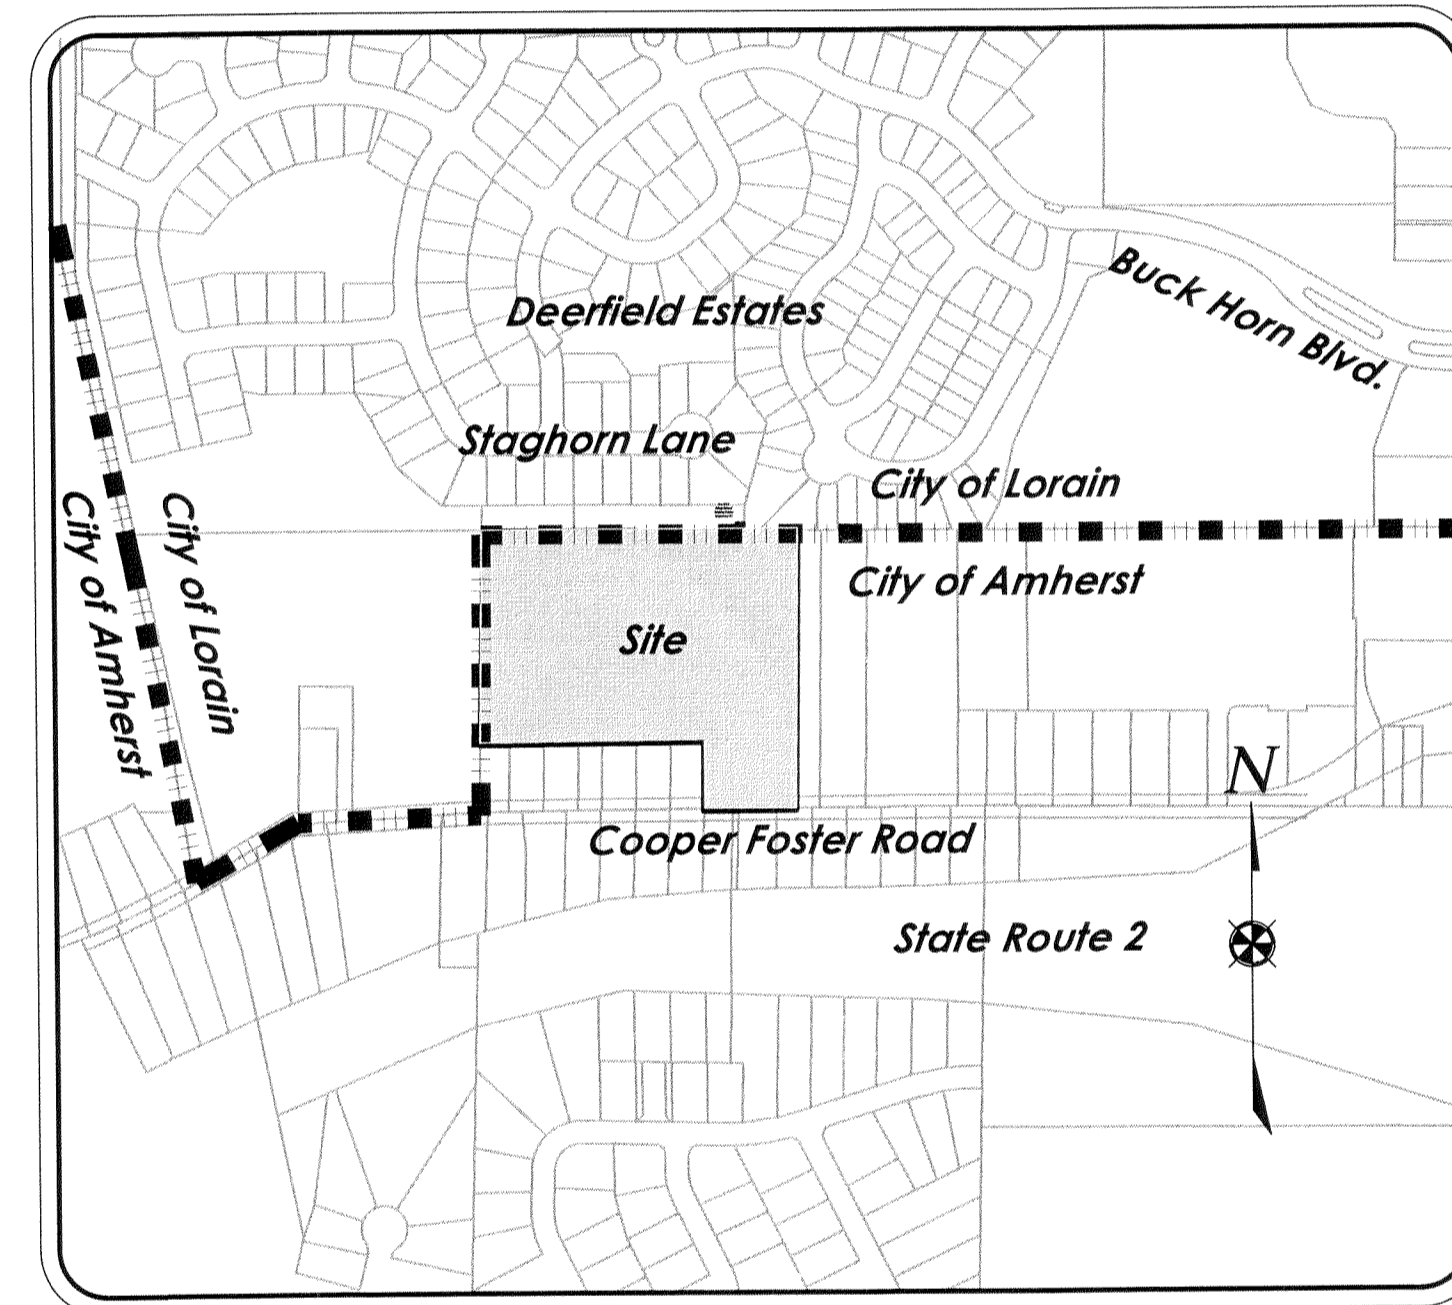 Deerfield Estates
Buck Horn Blvd.
Staghorn Lane
City of Lorain
City of Lorain
City of Amherst
City of Amherst
Site
N
Cooper Foster Road
State Route 2